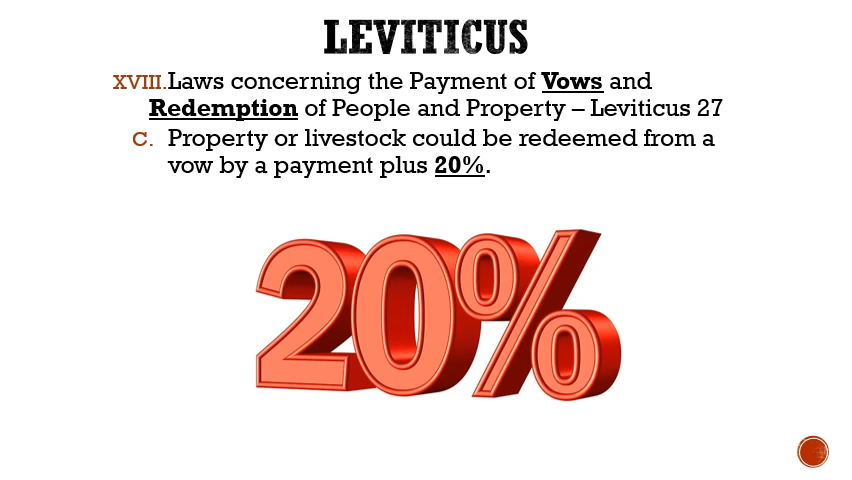 LEVITICUS
XVIII. Laws concerning the Payment of Vows and
Redemption of People and Property – Leviticus 27
C. Property or livestock could be redeemed from a
vow by a payment plus 20%.
20%